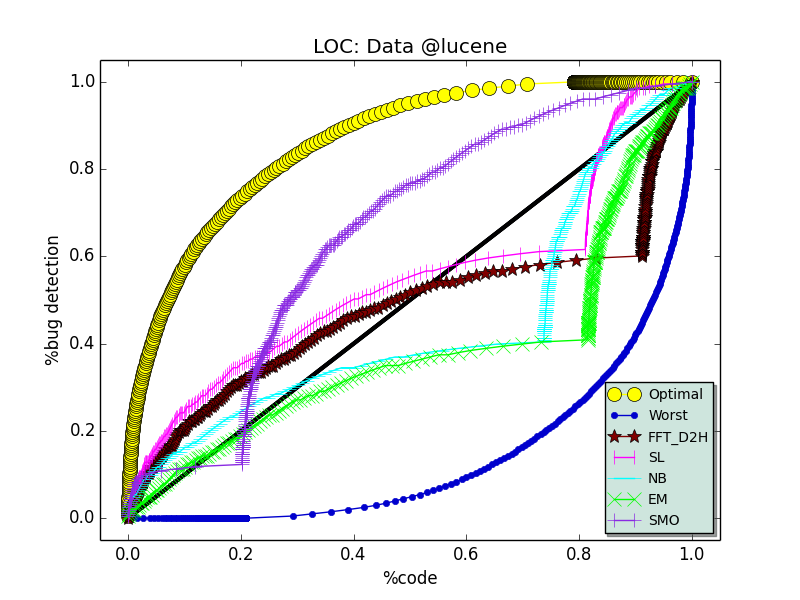 LOC: Data @lucene
1.0
0.8
0.6
0.4
0.2
0.0
%bug detection
0.0 0.2 0.4 0.6 0.8 1.0
%code
Optimal
Worst
FFT_D2H
SL
NB
EM
SMO